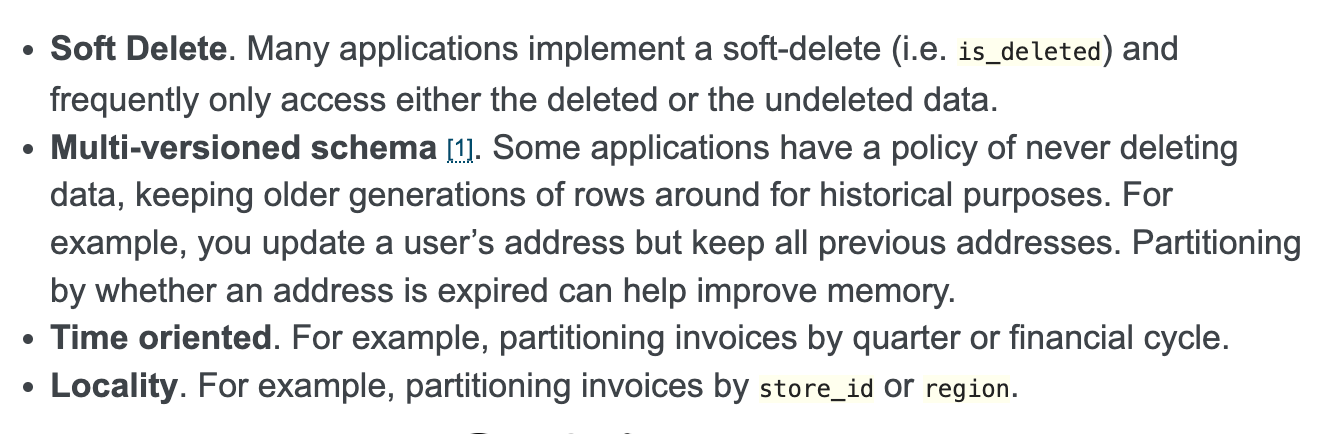 • Soft Delete. Many applications implement a soft-delete (i.e. is_deleted) and
frequently only access either the deleted or the undeleted data.
• Multi-versioned schema [1]. Some applications have a policy of never deleting
data, keeping older generations of rows around for historical purposes. For
example, you update a user’s address but keep all previous addresses. Partitioning
by whether an address is expired can help improve memory.
• Time oriented. For example, partitioning invoices by quarter or financial cycle.
• Locality. For example, partitioning invoices by store_id or region.